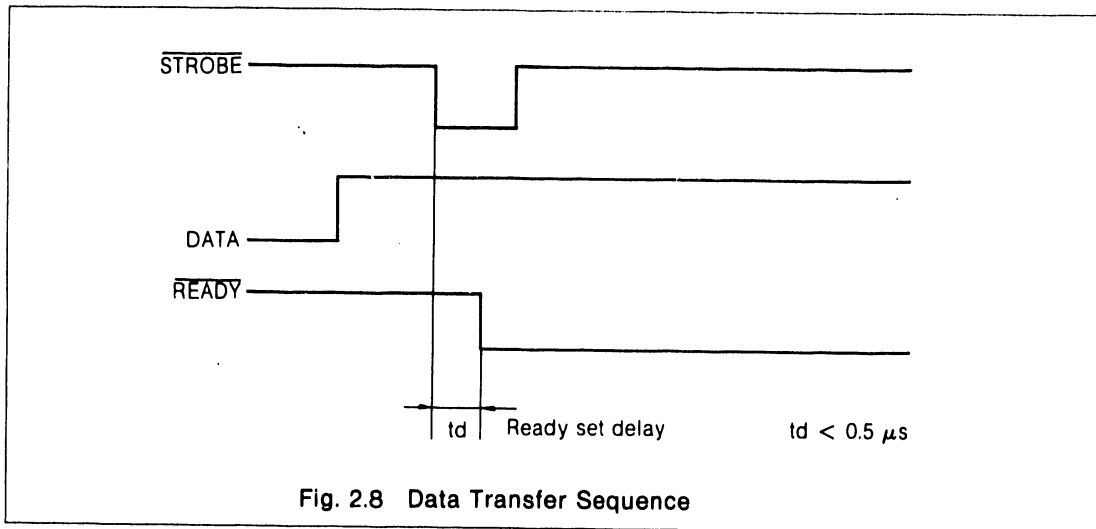 STROBE
DATA
READY
td Ready set delay td < 0.5 μs
Fig. 2.8 Data Transfer Sequence